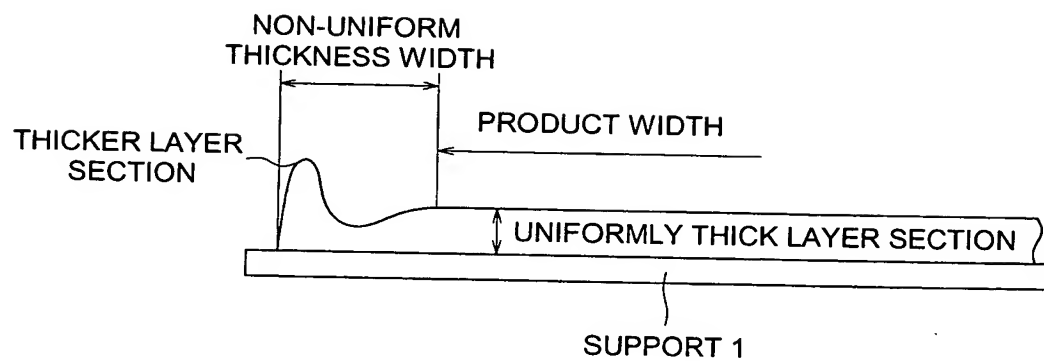 NON-UNIFORM
THICKNESS WIDTH
PRODUCT WIDTH
THICKER LAYER
SECTION
UNIFORMLY THICK LAYER SECTION
SUPPORT 1